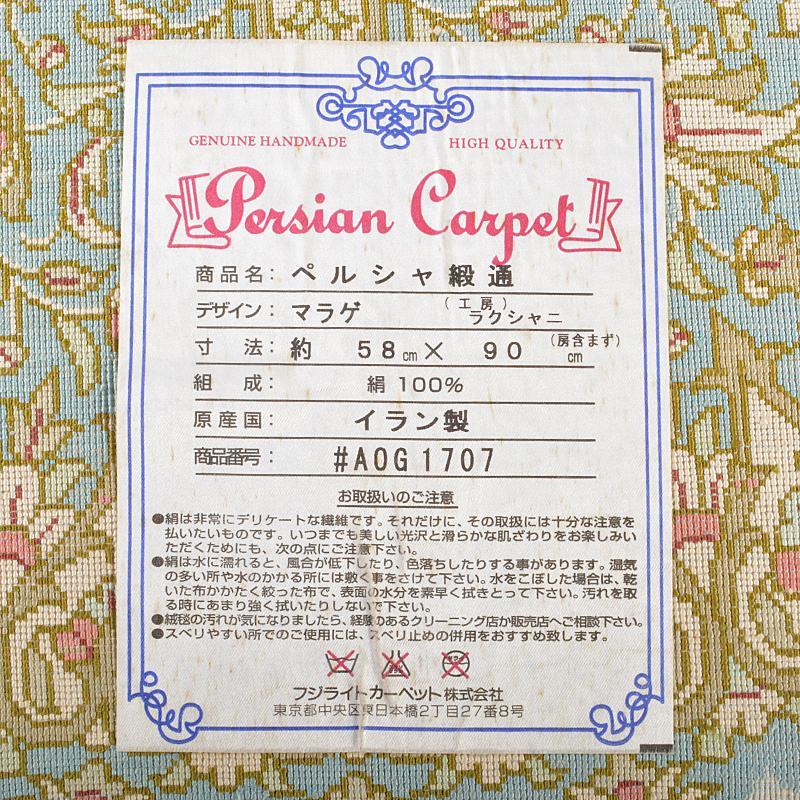 GENUINE HANDMADE HIGH QUALITY
Persian Carpet
商品名: ペルシャ緞通
デザイン: マラゲ (工房)ラクシャニ
寸法: 約 58cm × 90cm (房含まず)
組成: 絹 100%
原産国: イラン製
商品番号: #AOG1707
お取扱いのご注意
●絹は非常にデリケートな繊維です。それだけに、その取扱には十分な注意を
払いたいものです。いつまでも美しい光沢と滑らかな肌ざわりをお楽しみい
ただくためにも、次の点にご注意下さい。
●絹は水に濡れると、風合が低下したり、色落ちしたりする事があります。湿気
の多い所や水のかかる所には敷く事をさけて下さい。水をこぼした場合は、乾
いた布かかたく絞った布で、表面の水分を素早く拭きとって下さい。汚れを取
る時にあまり強く拭いたりしないで下さい。
●絨毯の汚れが気になりましたら、経験のあるクリーニング店か販売店へご相談下さい。
●スベリやすい所でのご使用には、スベリ止めの併用をおすすめ致します。
フジライトカーペット株式会社
東京都中央区東日本橋2丁目27番8号